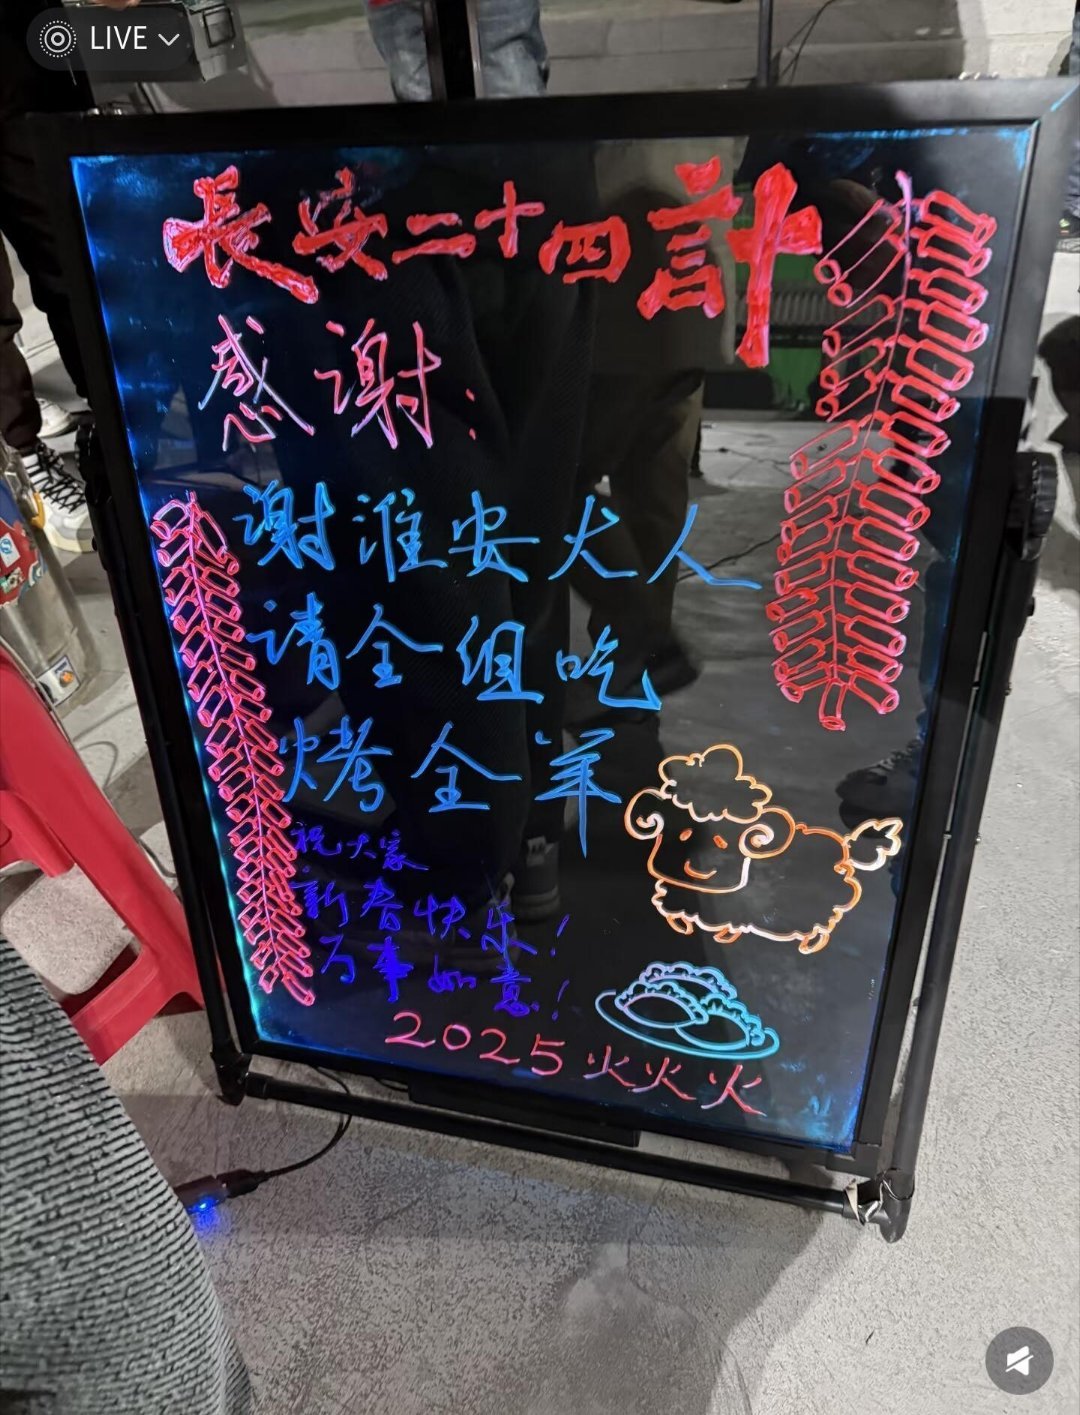 LIVE
長安二十四計
感谢:
谢淮安大人
请全组吃
烤全羊
祝大家
新春快乐!
万事如意!
2025火火火